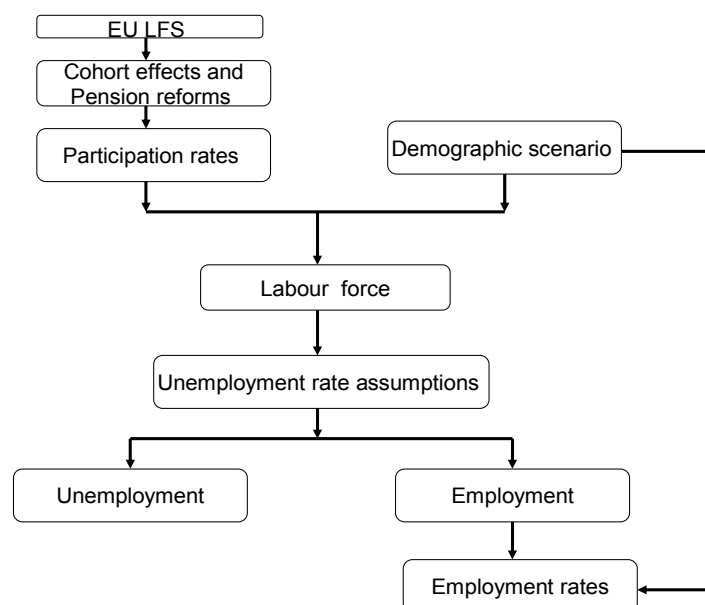 EU LFS
Cohort effects and
Pension reforms
Participation rates
Demographic scenario
Labour force
Unemployment rate assumptions
Unemployment
Employment
Employment rates